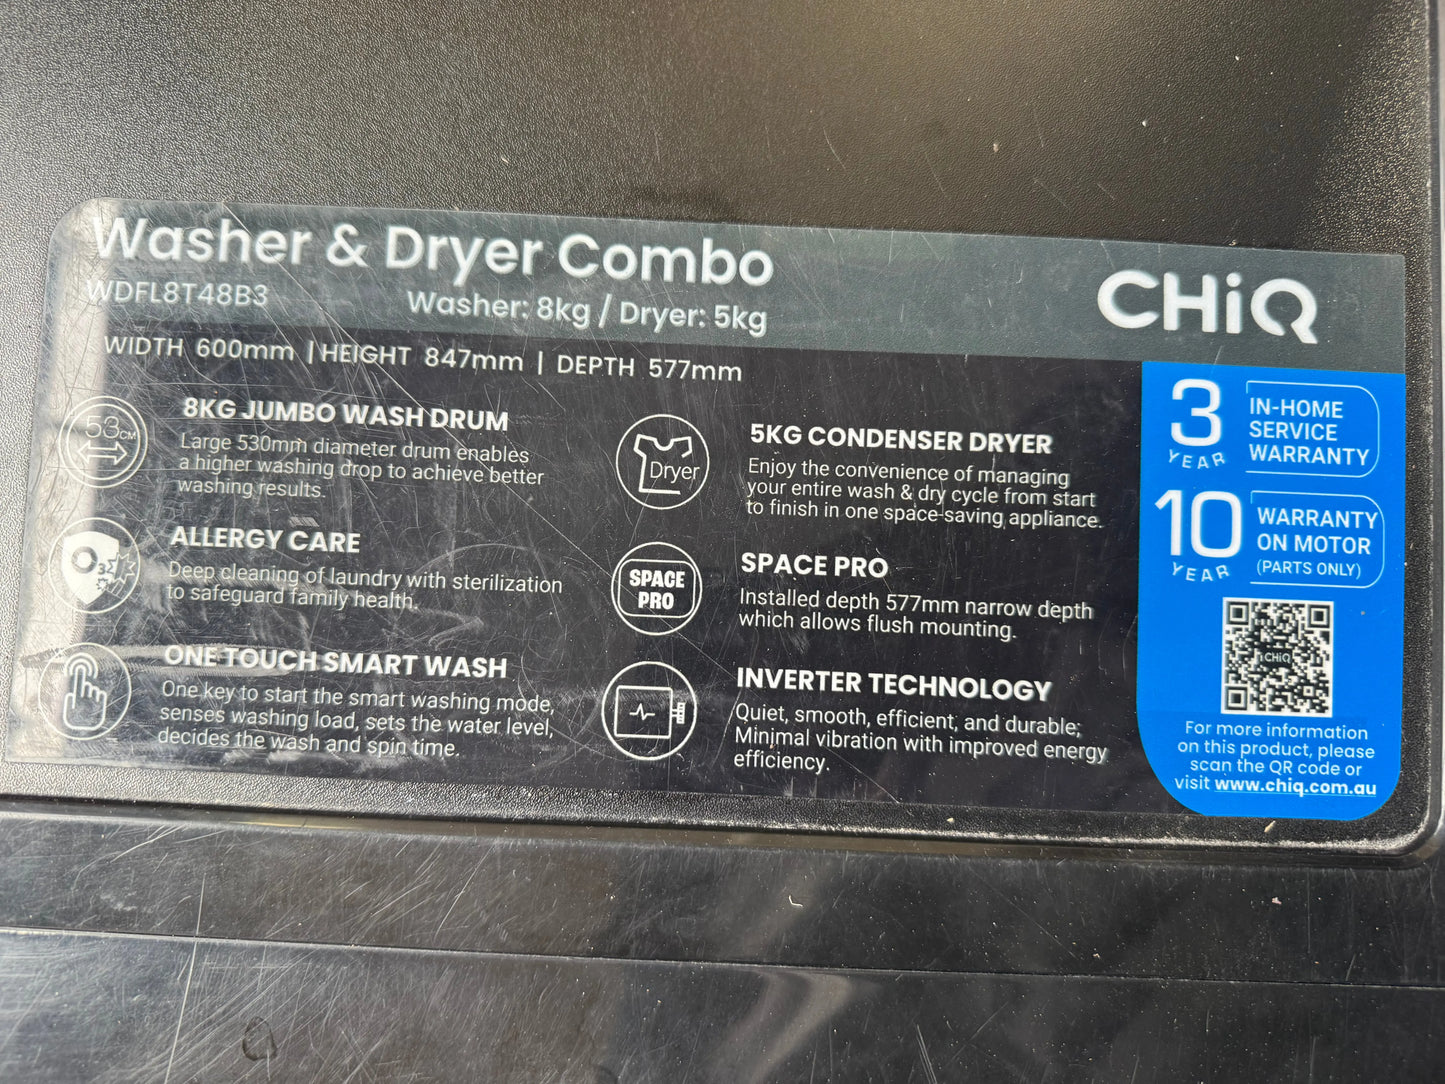 Washer & Dryer Combo
WDFL8T48B3
Washer: 8kg / Dryer: 5kg
CHiQ
WIDTH 600mm | HEIGHT 847mm | DEPTH 577mm
53CM
8KG JUMBO WASH DRUM
Large 530mm diameter drum enables
a higher washing drop to achieve better
washing results.
O3
ALLERGY CARE
Deep cleaning of laundry with sterilization
to safeguard family health.
ONE TOUCH SMART WASH
One key to start the smart washing mode,
senses washing load, sets the water level,
decides the wash and spin time.
Dryer
5KG CONDENSER DRYER
Enjoy the convenience of managing
your entire wash & dry cycle from start
to finish in one space-saving appliance.
SPACE
PRO
SPACE PRO
Installed depth 577mm narrow depth
which allows flush mounting.
INVERTER TECHNOLOGY
Quiet, smooth, efficient, and durable;
Minimal vibration with improved energy
efficiency.
3
YEAR
IN-HOME
SERVICE
WARRANTY
10
YEAR
WARRANTY
ON MOTOR
(PARTS ONLY)
CHiQ
For more information
on this product, please
scan the QR code or
visit www.chiq.com.au